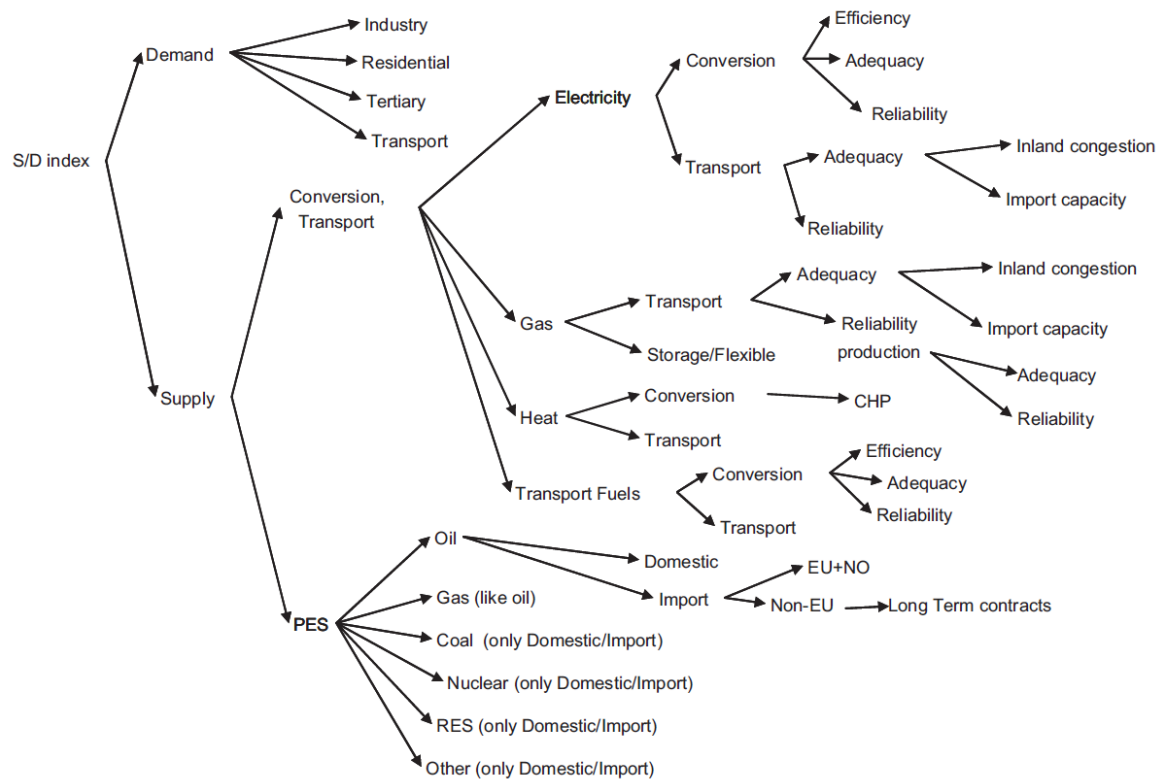 S/D index
Demand
Industry
Residential
Tertiary
Transport
Supply
Conversion,
Transport
Electricity
Conversion
Efficiency
Adequacy
Reliability
Transport
Adequacy
Inland congestion
Import capacity
Reliability
Gas
Transport
Adequacy
Inland congestion
Import capacity
Reliability
Storage/Flexible
production
Adequacy
Reliability
Heat
Conversion
CHP
Transport
Transport Fuels
Conversion
Efficiency
Adequacy
Reliability
Transport
PES
Oil
Domestic
Import
EU+NO
Non-EU
Long Term contracts
Gas (like oil)
Coal (only Domestic/Import)
Nuclear (only Domestic/Import)
RES (only Domestic/Import)
Other (only Domestic/Import)